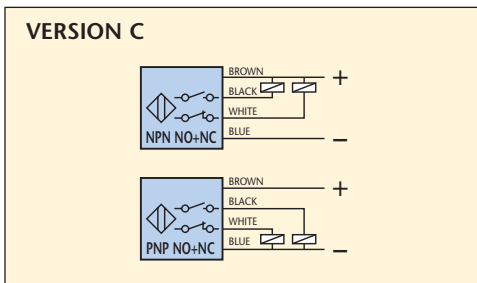 VERSION C
BROWN
+
BLACK
WHITE
NPN NO+NC
BLUE
−
BROWN
+
BLACK
WHITE
PNP NO+NC
BLUE
−